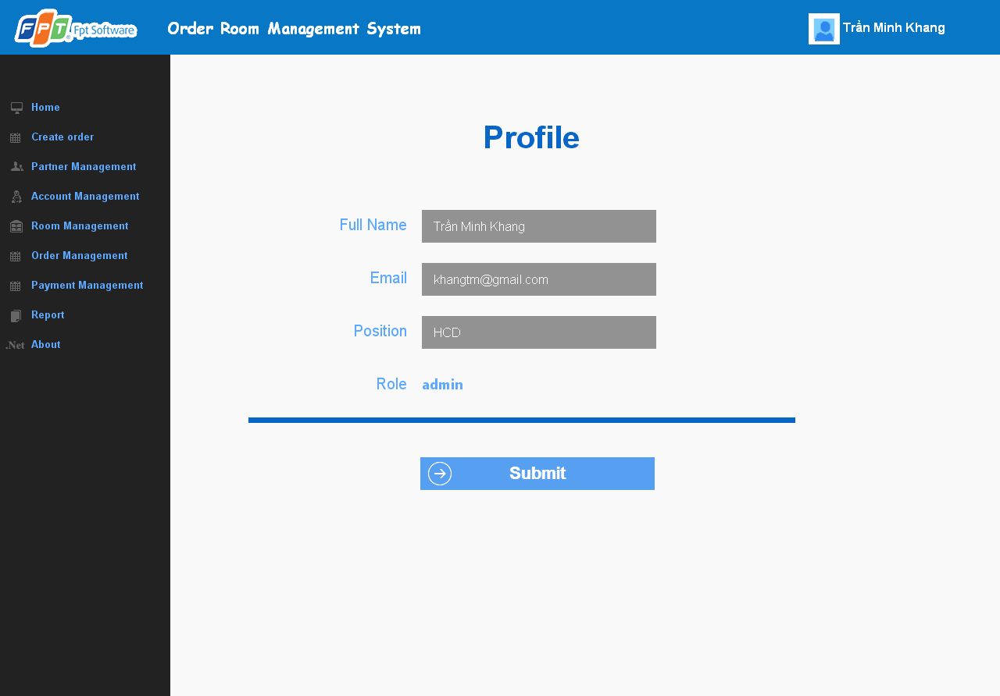 FPT® Fpt Software
Order Room Management System
Trần Minh Khang
Home
Create order
Partner Management
Account Management
Room Management
Order Management
Payment Management
Report
.Net About
Profile
Full Name Trần Minh Khang
Email khangtm@gmail.com
Position HCD
Role admin
Submit